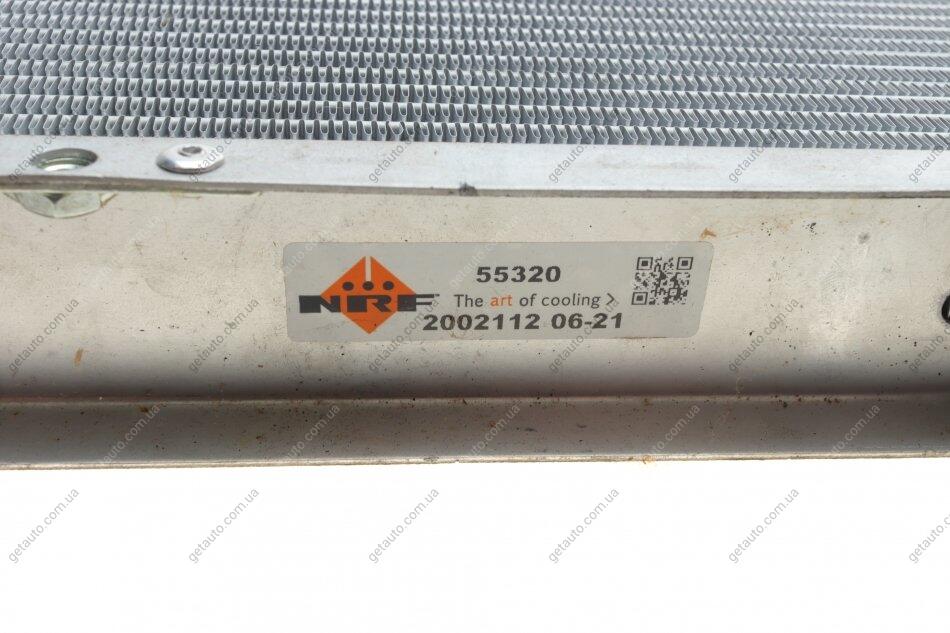 55320
NRF The art of cooling >
2002112 06-21
getauto.com.ua